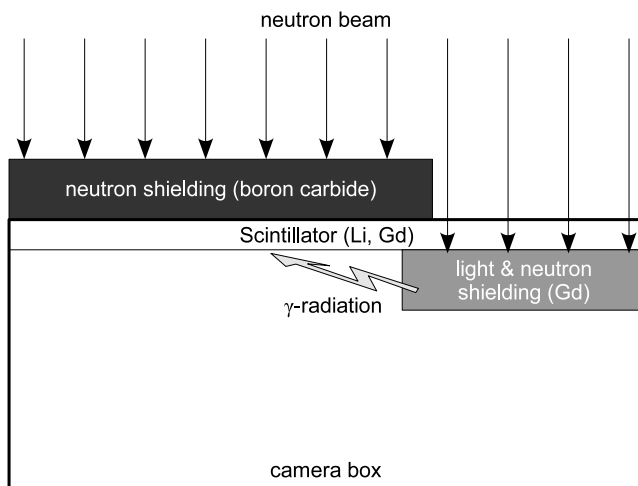 neutron beam
neutron shielding (boron carbide)
Scintillator (Li, Gd)
light & neutron
shielding (Gd)
γ-radiation
camera box